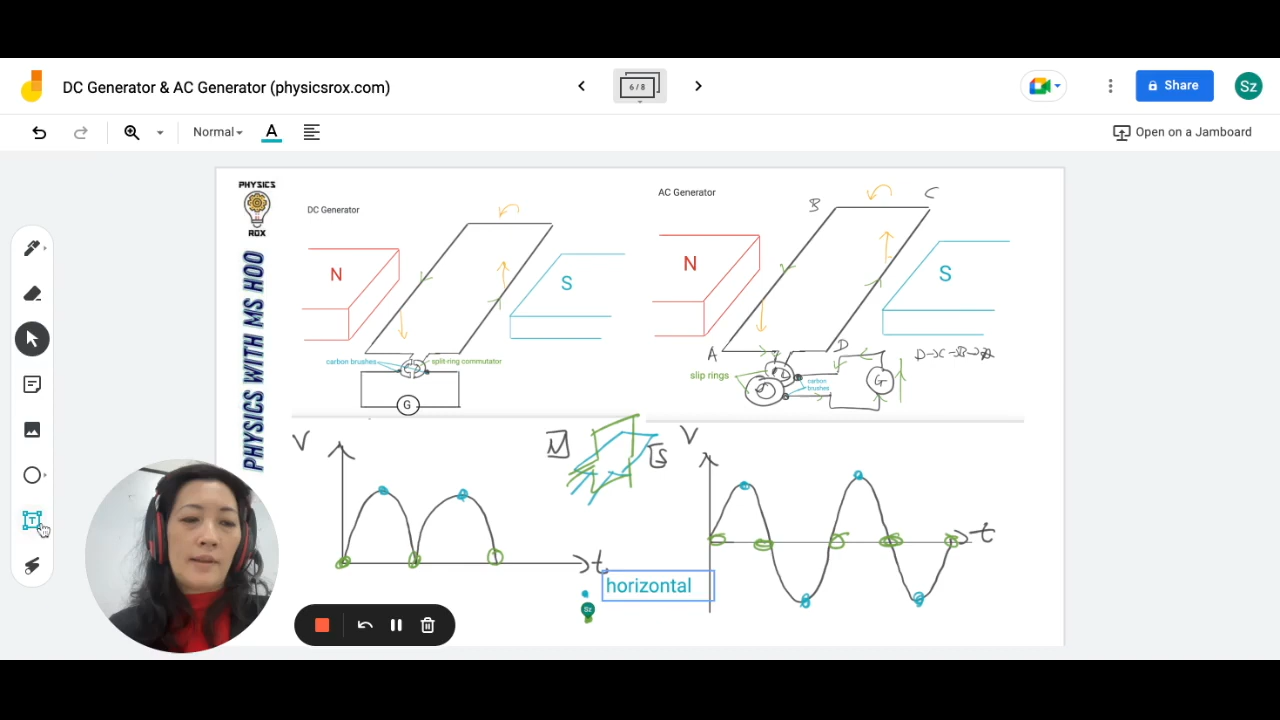 DC Generator & AC Generator (physicsrox.com)
6 / 8
Share
Sz
Normal
A
Open on a Jamboard
PHYSICS
ROX
PHYSICS WITH MS HOO
DC Generator
N
S
carbon brushes
split ring commutator
G
AC Generator
B
C
N
S
A
D
D→C→B→A
slip rings
carbon
brushes
G
V
t
N
S
V
t
horizontal
Sz
T